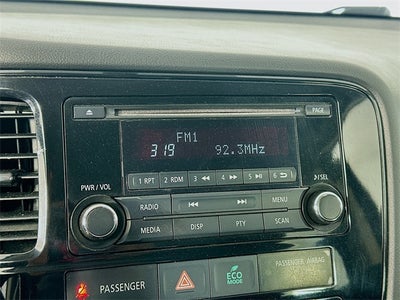 PAGE
FM1
319 92.3MHz
1 RPT 2 RDM 3 4 5 6
PWR / VOL
♪/SEL
RADIO MENU
MEDIA DISP PTY SCAN
PASSENGER
ECO
MODE
PASSENGER AIRBAG